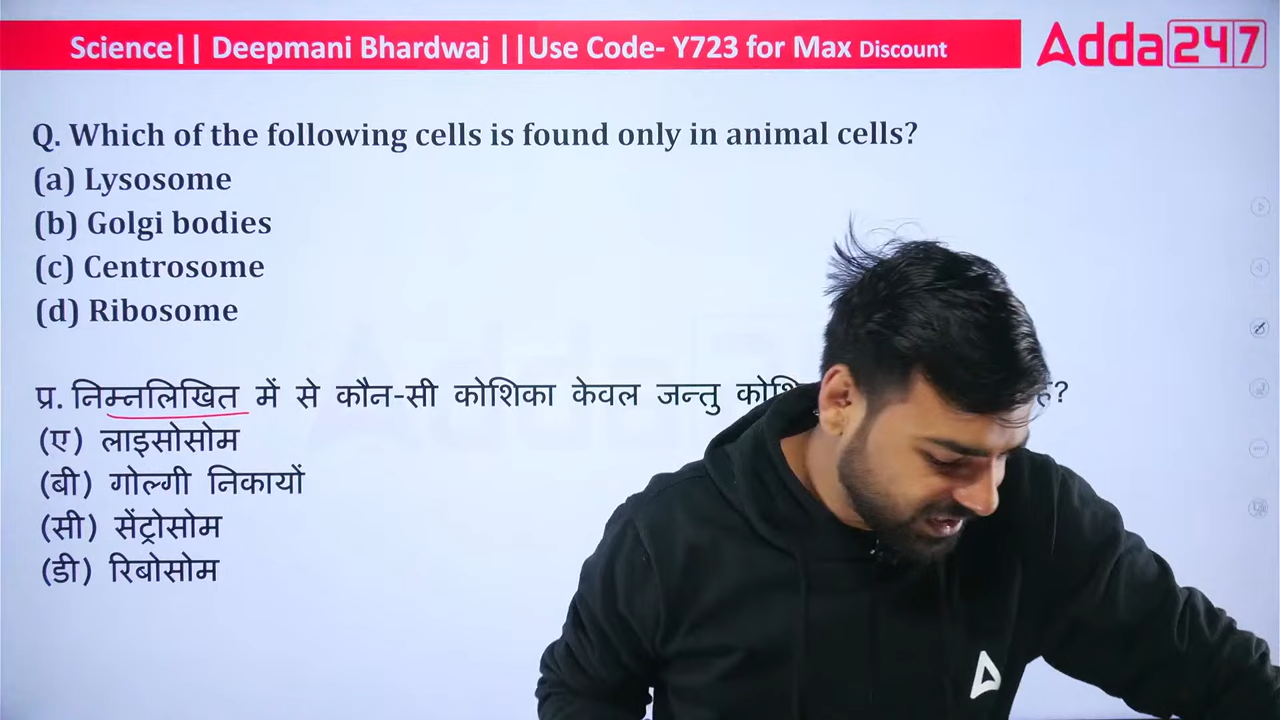 Science|| Deepmani Bhardwaj ||Use Code- Y723 for Max Discount
Adda247
Q. Which of the following cells is found only in animal cells?
(a) Lysosome
(b) Golgi bodies
(c) Centrosome
(d) Ribosome
प्र. निम्नलिखित में से कौन-सी कोशिका केवल जन्तु
(ए) लाइसोसोम
(बी) गोल्गी निकायों
(सी) सेंट्रोसोम
(डी) रिबोसोम